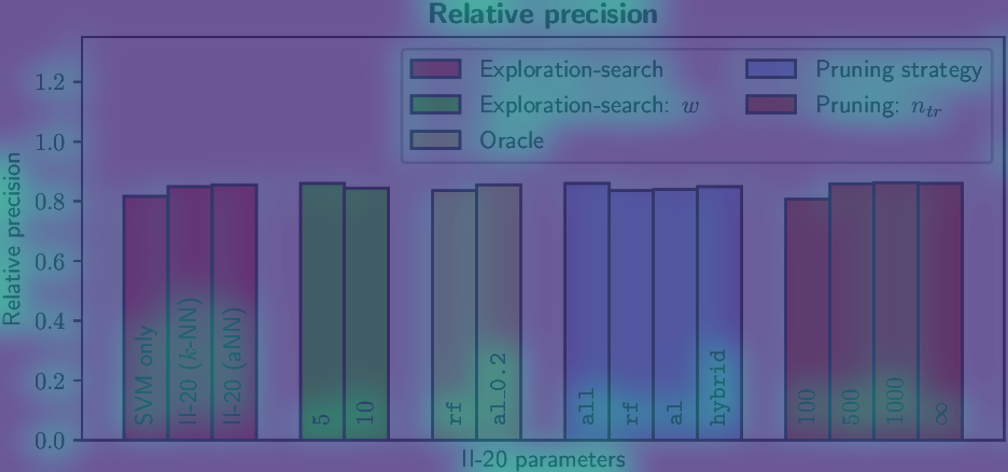 Relative precision
Exploration-search
Exploration-search: w
Oracle
Pruning strategy
Pruning: n_tr
Relative precision
1.2
1.0
0.8
0.6
0.4
0.2
0.0
SVM only
II-20 (k-NN)
II-20 (aNN)
5
10
rf
al_0.2
all
rf
al
hybrid
100
500
1000
∞
II-20 parameters